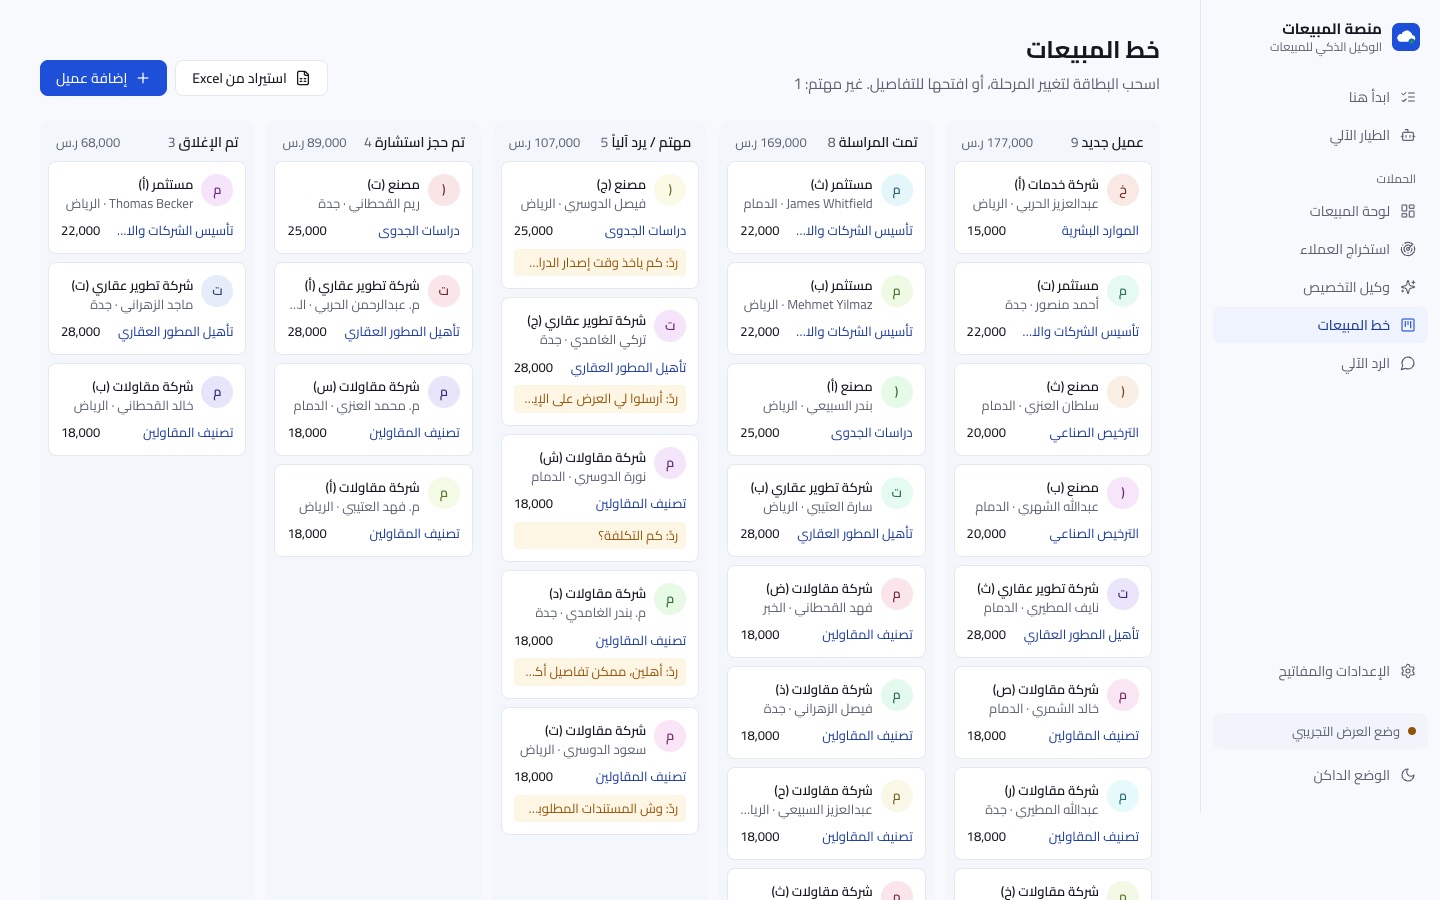 منصة المبيعات
الوكيل الذكي للمبيعات
ابدأ هنا
الطيار الآلي
الحملات
لوحة المبيعات
استخراج العملاء
وكيل التخصيص
خط المبيعات
الرد الآلي
الإعدادات والمفاتيح
وضع العرض التجريبي
الوضع الداكن
خط المبيعات
اسحب البطاقة لتغيير المرحلة، أو افتحها للتفاصيل. غير مهتم: 1
استيراد من Excel
إضافة عميل
عميل جديد 9
177,000 ر.س
خ
شركة خدمات (أ)
عبدالعزيز الحربي · الرياض
الموارد البشرية
15,000
م
مستثمر (ت)
أحمد منصور · جدة
تأسيس الشركات والا...
22,000
(
مصنع (ث)
سلطان العنزي · الدمام
الترخيص الصناعي
20,000
(
مصنع (ب)
عبدالله الشهري · الدمام
الترخيص الصناعي
20,000
ت
شركة تطوير عقاري (ث)
نايف المطيري · الدمام
تأهيل المطور العقاري
28,000
م
شركة مقاولات (ص)
خالد الشمري · الدمام
تصنيف المقاولين
18,000
م
شركة مقاولات (ر)
عبدالله المطيري · جدة
تصنيف المقاولين
18,000
م
شركة مقاولات (خ)
تمت المراسلة 8
169,000 ر.س
م
مستثمر (ث)
James Whitfield · الدمام
تأسيس الشركات والا...
22,000
م
مستثمر (ب)
Mehmet Yilmaz · الرياض
تأسيس الشركات والا...
22,000
(
مصنع (أ)
بندر السبيعي · الرياض
دراسات الجدوى
25,000
ت
شركة تطوير عقاري (ب)
سارة العتيبي · الرياض
تأهيل المطور العقاري
28,000
م
شركة مقاولات (ض)
فهد القحطاني · الخبر
تصنيف المقاولين
18,000
م
شركة مقاولات (ذ)
فيصل الزهراني · جدة
تصنيف المقاولين
18,000
م
شركة مقاولات (ح)
عبدالعزيز السبيعي · الريا...
تصنيف المقاولين
18,000
م
شركة مقاولات (ث)
مهتم / يرد آلياً 5
107,000 ر.س
(
مصنع (ج)
فيصل الدوسري · الرياض
دراسات الجدوى
25,000
ردّ: كم ياخذ وقت إصدار الدرا...
ت
شركة تطوير عقاري (ج)
تركي الغامدي · جدة
تأهيل المطور العقاري
28,000
ردّ: أرسلوا لي العرض على الإي...
م
شركة مقاولات (ش)
نورة الدوسري · الدمام
تصنيف المقاولين
18,000
ردّ: كم التكلفة؟
م
شركة مقاولات (د)
م. بندر الغامدي · جدة
تصنيف المقاولين
18,000
ردّ: أهلين، ممكن تفاصيل أكـ...
م
شركة مقاولات (ت)
سعود الدوسري · الرياض
تصنيف المقاولين
18,000
ردّ: وش المستندات المطلوبـ...
تم حجز استشارة 4
89,000 ر.س
(
مصنع (ت)
ريم القحطاني · جدة
دراسات الجدوى
25,000
ت
شركة تطوير عقاري (أ)
م. عبدالرحمن الحربي · الـ...
تأهيل المطور العقاري
28,000
م
شركة مقاولات (س)
م. محمد العنزي · الدمام
تصنيف المقاولين
18,000
م
شركة مقاولات (أ)
م. فهد العتيبي · الرياض
تصنيف المقاولين
18,000
تم الإغلاق 3
68,000 ر.س
م
مستثمر (أ)
Thomas Becker · الرياض
تأسيس الشركات والا...
22,000
ت
شركة تطوير عقاري (ت)
ماجد الزهراني · جدة
تأهيل المطور العقاري
28,000
م
شركة مقاولات (ب)
خالد القحطاني · الرياض
تصنيف المقاولين
18,000